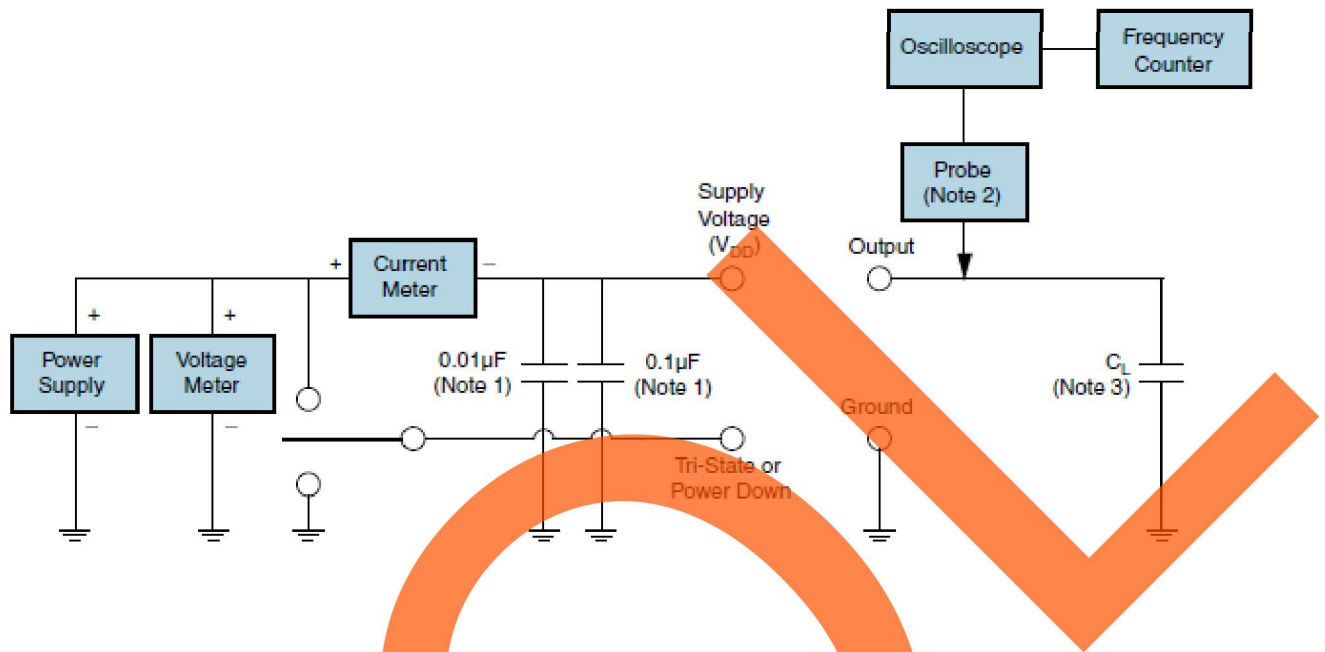 Oscilloscope
Frequency
Counter
Probe
(Note 2)
Supply
Voltage
(VDD)
Output
+
Current
Meter
–
+
Power
Supply
–
+
Voltage
Meter
–
0.01µF
(Note 1)
0.1µF
(Note 1)
CL
(Note 3)
Ground
Tri-State or
Power Down